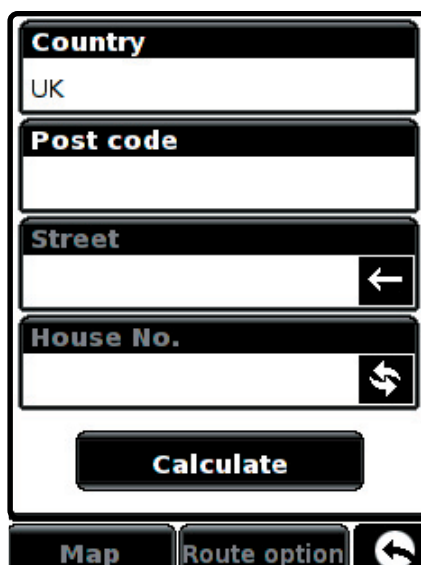 Country
UK
Post code
Street
House No.
Calculate
Map Route option